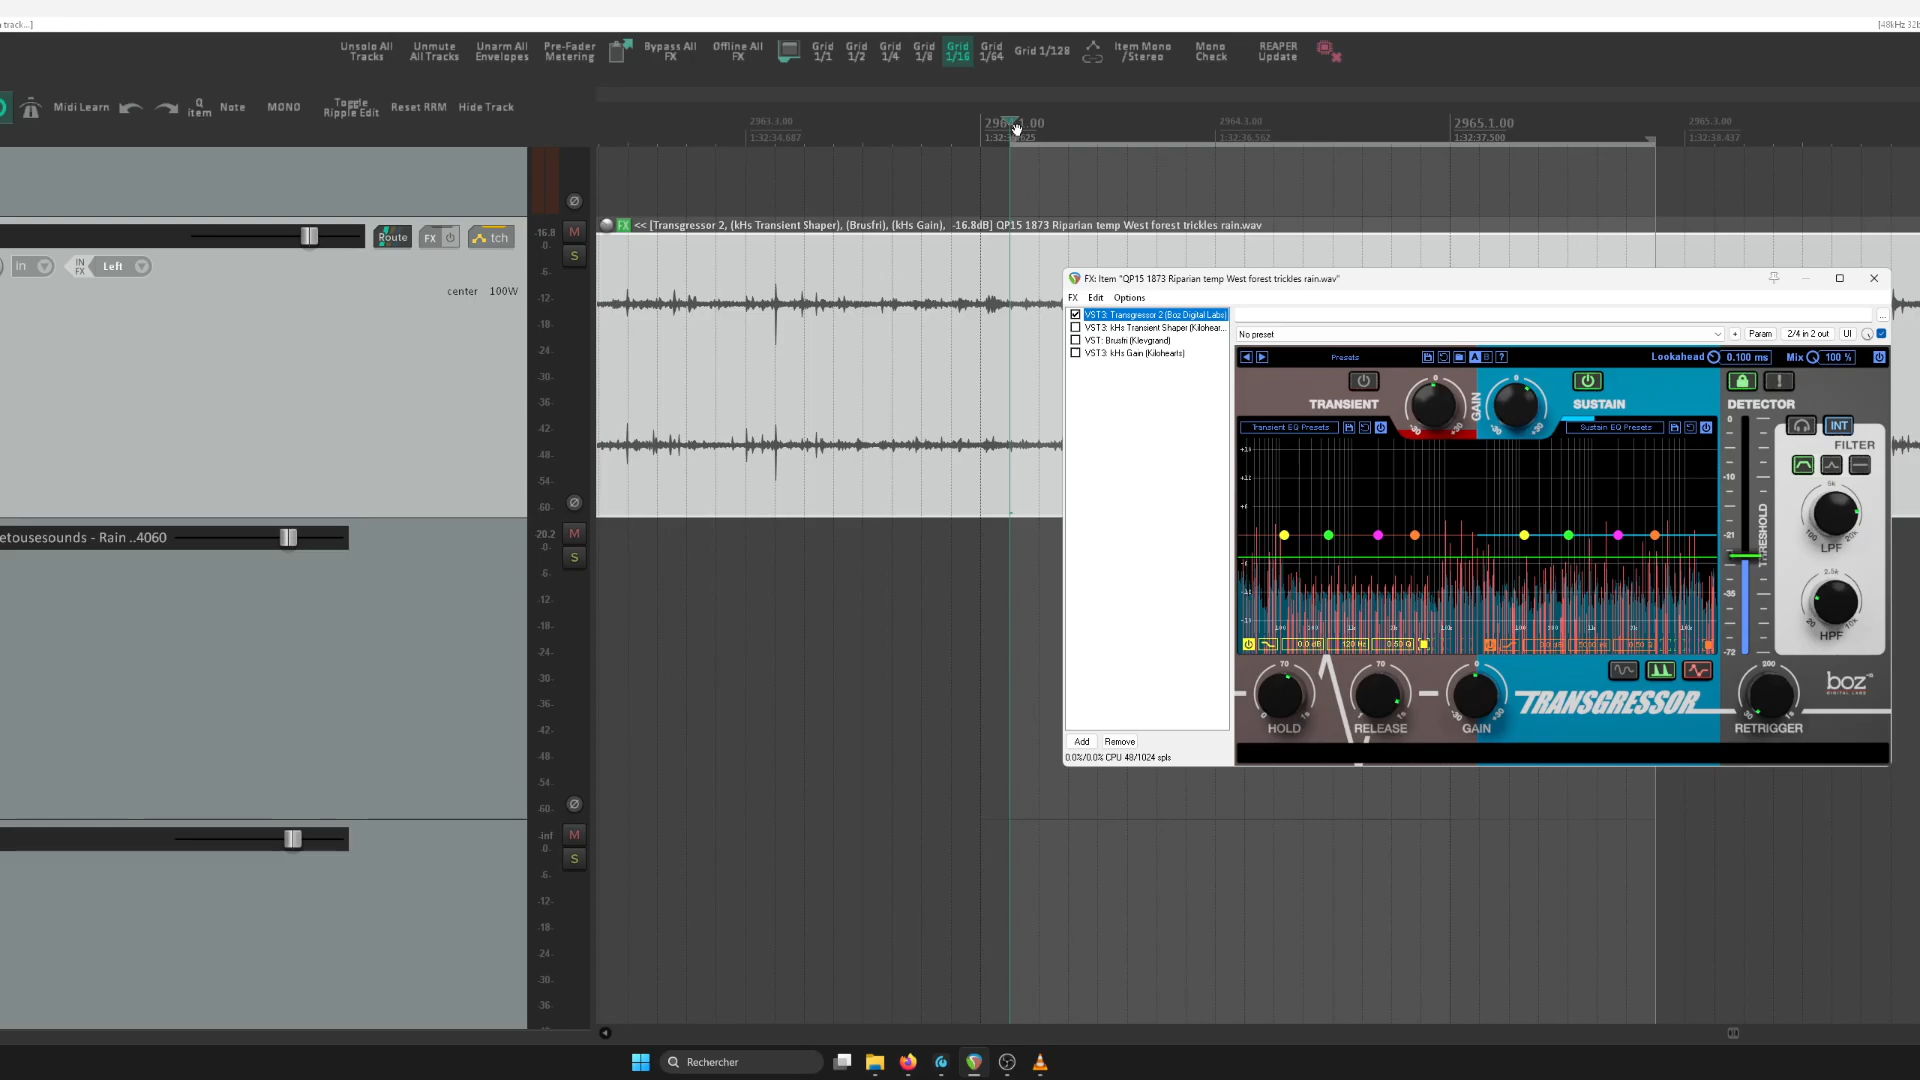 track...]
[48kHz 32b
Unsolo All Tracks
Unmute All Tracks
Unarm All Envelopes
Pre-Fader Metering
Bypass All FX
Offline All FX
Grid 1/1
Grid 1/2
Grid 1/4
Grid 1/8
Grid 1/16
Grid 1/64
Grid 1/128
Item Mono /Stereo
Mono Check
REAPER Update
Midi Learn
Q item
Note
MONO
Toggle Ripple Edit
Reset RRM
Hide Track
2963.3.00
1:32:34.687
2964.3.00
1:32:36.562
2965.1.00
1:32:37.500
2965.3.00
1:32:38.437
Route
FX
tch
-16.8
M
S
In
IN FX
Left
center 100W
-0-
-6-
-12-
-18-
-24-
-30-
-36-
-42-
-48-
-54-
-60-
FX << [Transgressor 2, (kHs Transient Shaper), (Brusfri), (kHs Gain), -16.8dB] QP15 1873 Riparian temp West forest trickles rain.wav
FX: Item "QP15 1873 Riparian temp West forest trickles rain.wav"
FX Edit Options
VST3: Transgressor 2 (Boz Digital Labs)
VST3: kHs Transient Shaper (Kilohear...
VST: Brusfri (Klevgrand)
VST3: kHs Gain (Kilohearts)
No preset
+
Param
2/4 in 2 out
UI
Presets
A B ?
Lookahead 0.100 ms
Mix 100 %
TRANSIENT
GAIN
SUSTAIN
DETECTOR
Transient EQ Presets
Sustain EQ Presets
INT
FILTER
THRESHOLD
LPF
HPF
0.0 dB 120 Hz 0.50 Q
HOLD
RELEASE
GAIN
TRANSGRESSOR
RETRIGGER
boz
DIGITAL LABS
Add Remove
0.0%/0.0% CPU 48/1024 spls
etousesounds - Rain ..4060
-20.2
M
S
-0-
-6-
-12-
-18-
-24-
-30-
-36-
-42-
-48-
-54-
-60-
-inf
M
S
-0-
-6-
-12-
-18-
-24-
-30-
-36-
Rechercher